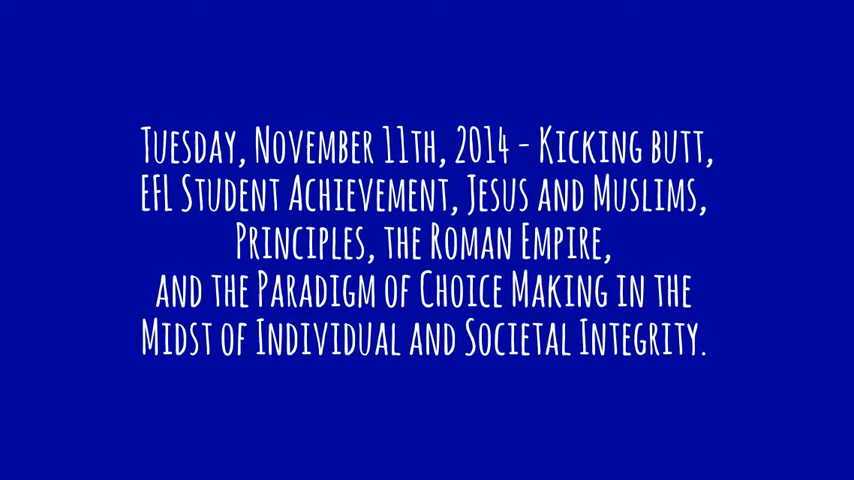 Tuesday, November 11th, 2014 - Kicking butt,
EFL Student Achievement, Jesus and Muslims,
Principles, the Roman Empire,
and the Paradigm of Choice Making in the
Midst of Individual and Societal Integrity.